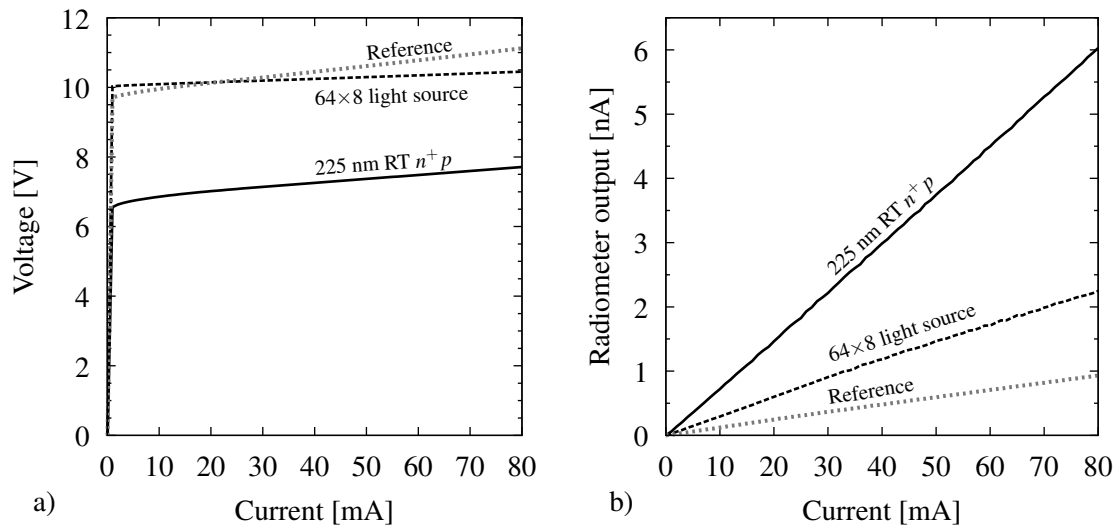 12
10
8
6
4
2
0
Voltage [V]
Reference
64×8 light source
225 nm RT n⁺ p
0 10 20 30 40 50 60 70 80
Current [mA]
a)
6
5
4
3
2
1
0
Radiometer output [nA]
225 nm RT n⁺ p
64×8 light source
Reference
0 10 20 30 40 50 60 70 80
Current [mA]
b)